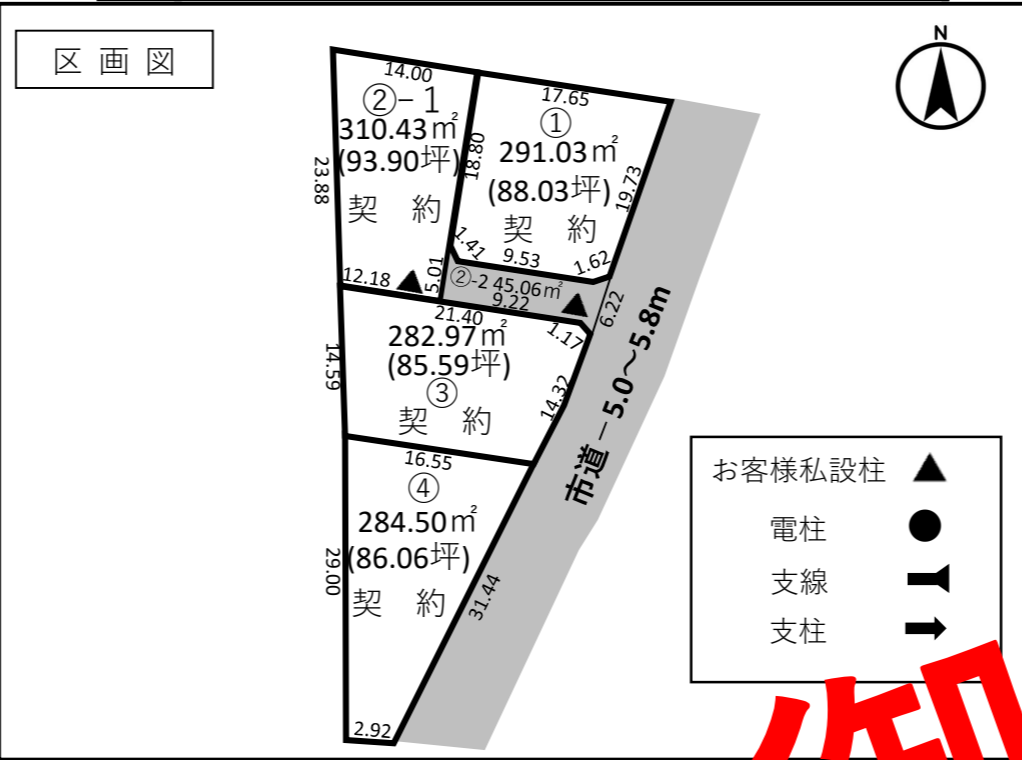 区画図
N
14.00
②-1
310.43㎡
(93.90坪)
契 約
23.88
18.80
12.18
5.01
17.65
①
291.03㎡
(88.03坪)
契 約
19.73
1.41
9.53
1.62
②-2 45.06㎡
9.22
6.22
1.17
21.40
282.97㎡
(85.59坪)
③
契 約
14.59
14.32
市道－5.0～5.8m
16.55
④
284.50㎡
(86.06坪)
契 約
29.00
31.44
2.92
お客様私設柱
電柱
支線
支柱